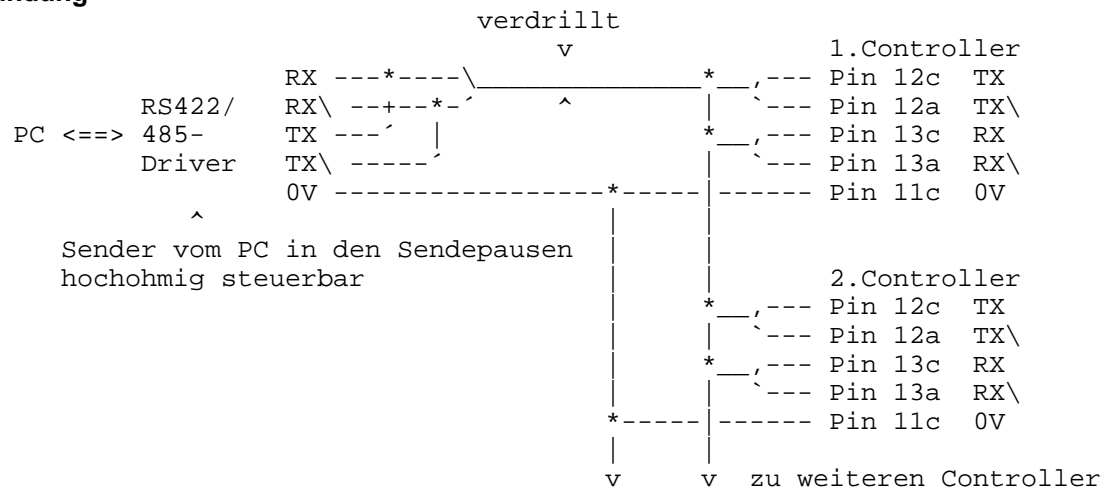 verdrillt
v 1.Controller
RX ---*----\_________________*__,--- Pin 12c TX
RS422/ RX\ --+--*-´ ^ | `--- Pin 12a TX\
PC <==> 485- TX ---´ | *__,--- Pin 13c RX
Driver TX\ -----´ | `--- Pin 13a RX\
0V -----------------*-----|------ Pin 11c 0V
^ | |
Sender vom PC in den Sendepausen | |
hochohmig steuerbar | | 2.Controller
| *__,--- Pin 12c TX
| | `--- Pin 12a TX\
| *__,--- Pin 13c RX
| | `--- Pin 13a RX\
*-----|------ Pin 11c 0V
| |
v v zu weiteren Controller